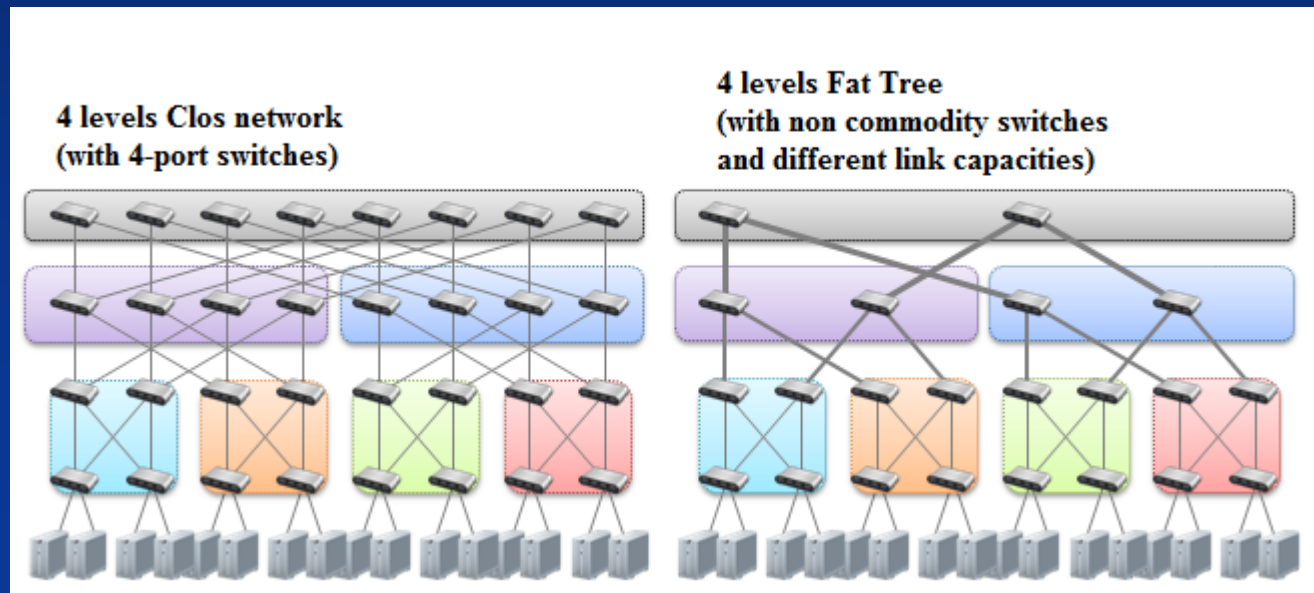 4 levels Clos network
(with 4-port switches)
4 levels Fat Tree
(with non commodity switches
and different link capacities)